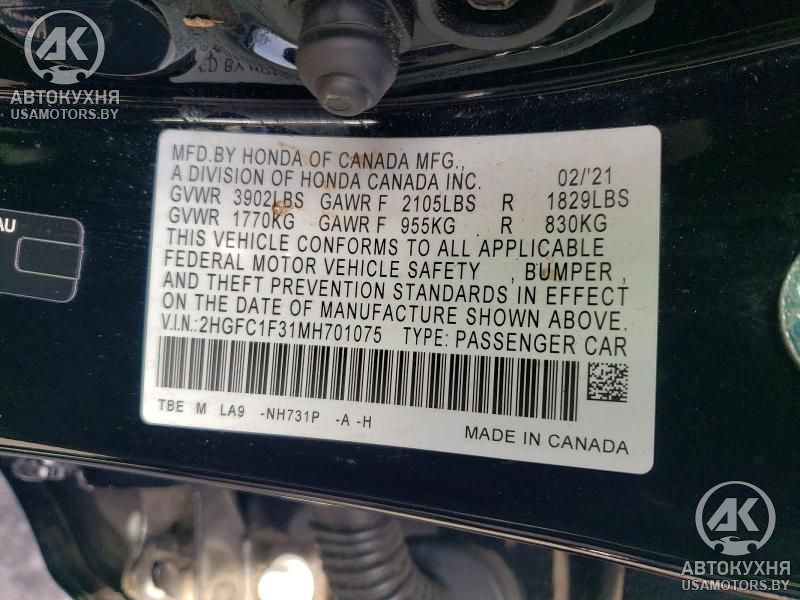 AK
АВТОКУХНЯ
USAMOTORS.BY
AU
MFD.BY HONDA OF CANADA MFG.,
A DIVISION OF HONDA CANADA INC. 02/'21
GVWR 3902LBS GAWR F 2105LBS R 1829LBS
GVWR 1770KG GAWR F 955KG R 830KG
THIS VEHICLE CONFORMS TO ALL APPLICABLE
FEDERAL MOTOR VEHICLE SAFETY , BUMPER ,
AND THEFT PREVENTION STANDARDS IN EFFECT
ON THE DATE OF MANUFACTURE SHOWN ABOVE.
V.I.N.:2HGFC1F31MH701075 TYPE: PASSENGER CAR
TBE M LA9 -NH731P -A -H
MADE IN CANADA
AK
АВТОКУХНЯ
USAMOTORS.BY